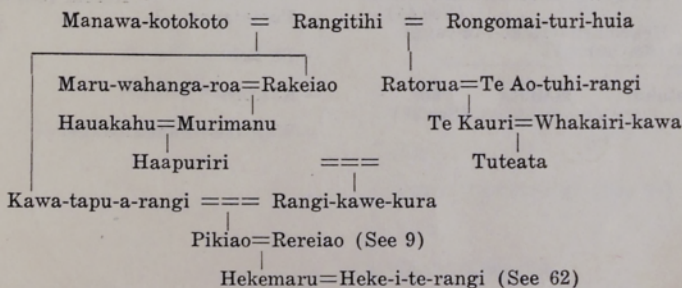 Manawa-kotokoto = Rangitihi = Rongomai-turi-huia
Maru-wahanga-roa=Rakeiao Ratorua=Te Ao-tuhi-rangi
Hauakahu=Murimanu Te Kauri=Whakairi-kawa
Haapuriri === Tuteata
Kawa-tapu-a-rangi === Rangi-kawe-kura
Pikiao=Rereiao (See 9)
Hekemaru=Heke-i-te-rangi (See 62)